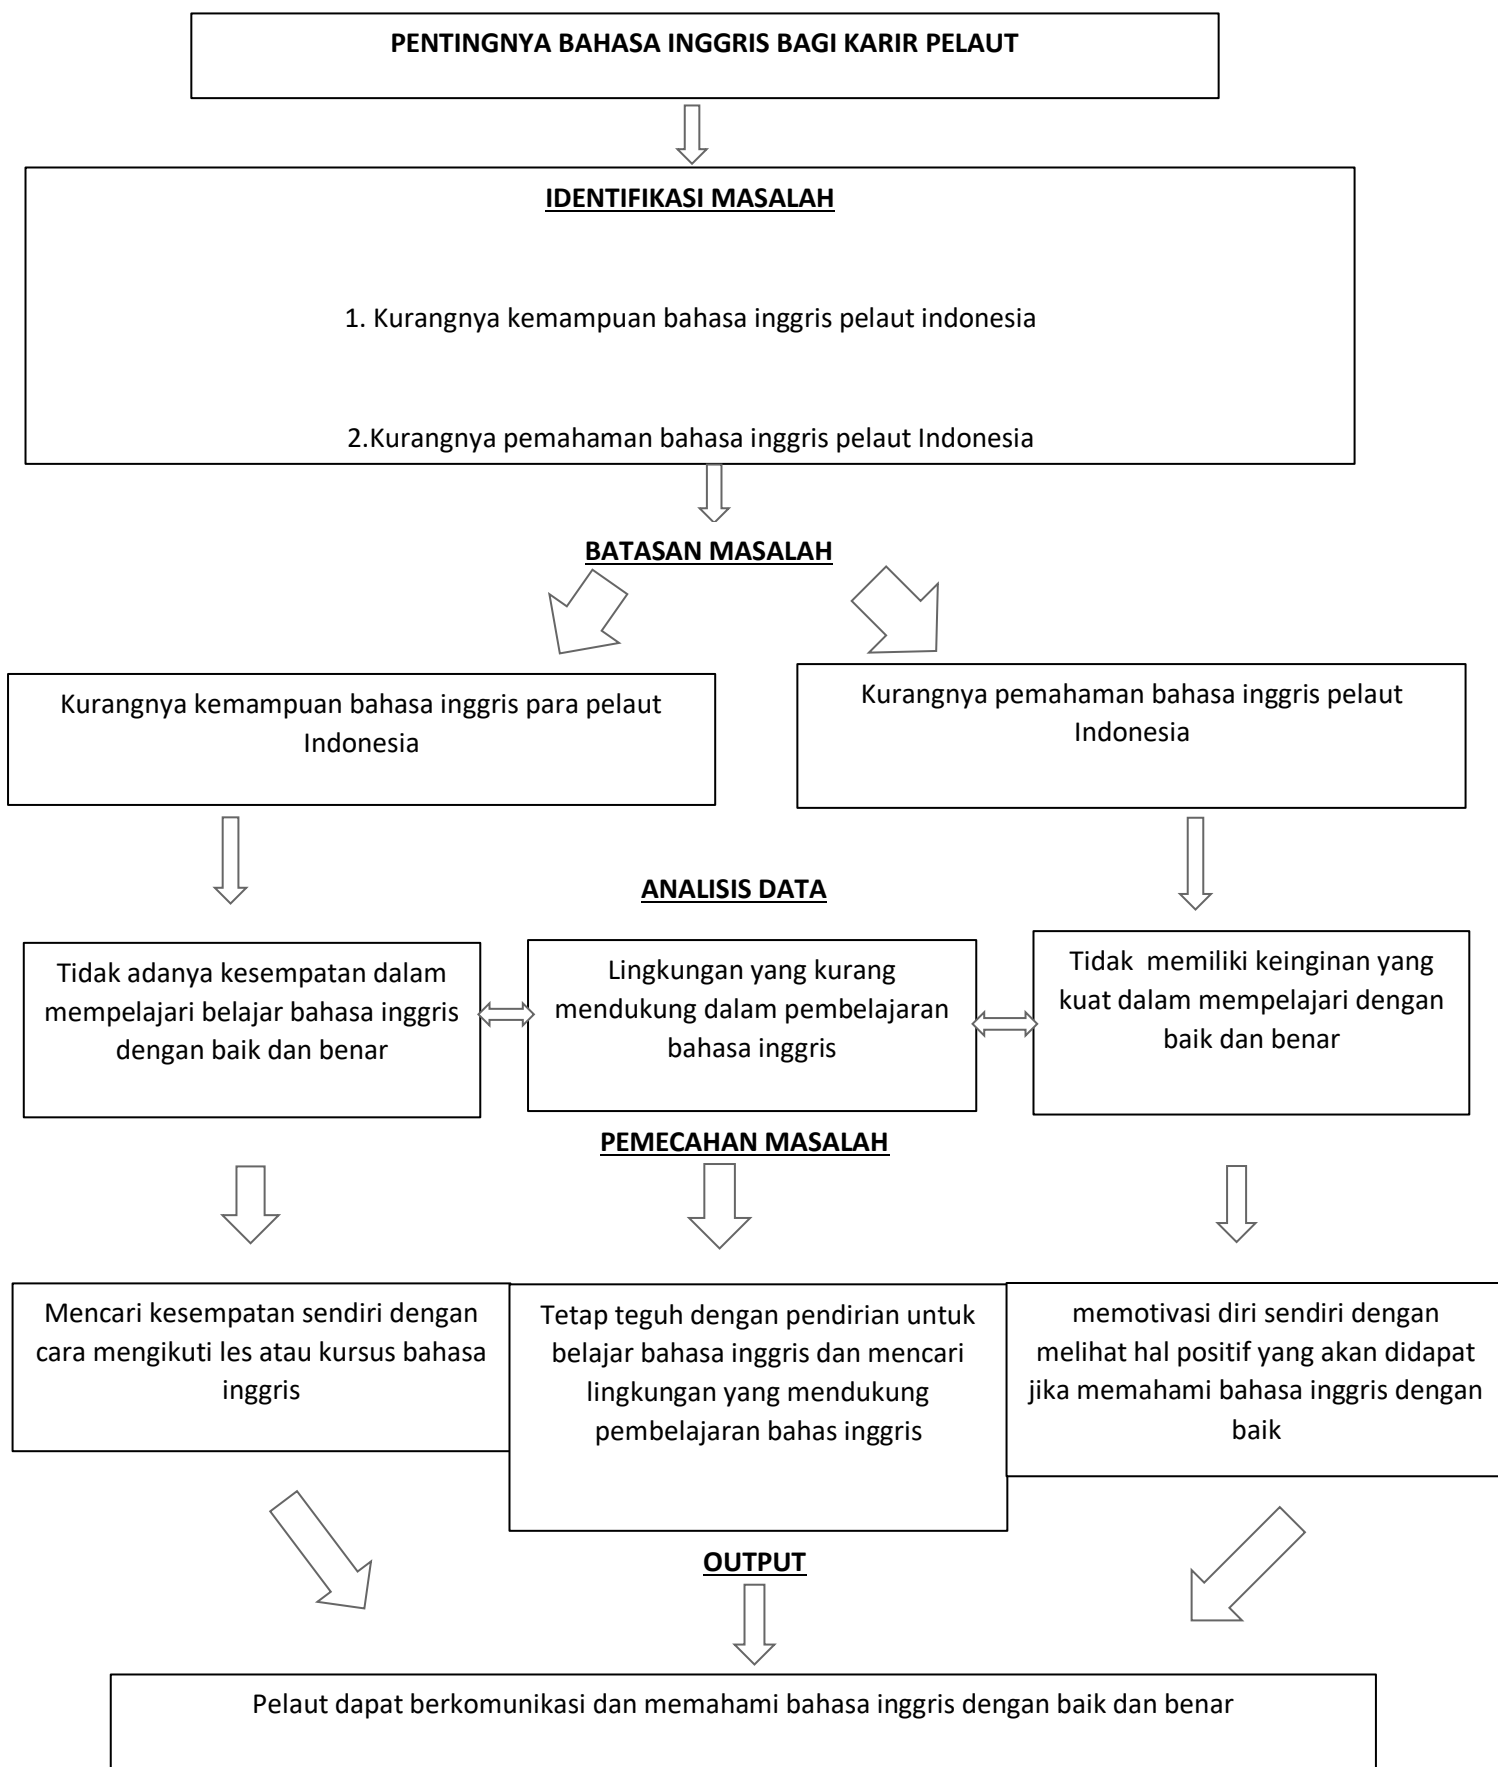 PENTINGNYA BAHASA INGGRIS BAGI KARIR PELAUT
IDENTIFIKASI MASALAH
1. Kurangnya kemampuan bahasa inggris pelaut indonesia
2.Kurangnya pemahaman bahasa inggris pelaut Indonesia
BATASAN MASALAH
Kurangnya kemampuan bahasa inggris para pelaut
Indonesia
Kurangnya pemahaman bahasa inggris pelaut
Indonesia
ANALISIS DATA
Tidak adanya kesempatan dalam
mempelajari belajar bahasa inggris
dengan baik dan benar
Lingkungan yang kurang
mendukung dalam pembelajaran
bahasa inggris
Tidak  memiliki keinginan yang
kuat dalam mempelajari dengan
baik dan benar
PEMECAHAN MASALAH
Mencari kesempatan sendiri dengan
cara mengikuti les atau kursus bahasa
inggris
Tetap teguh dengan pendirian untuk
belajar bahasa inggris dan mencari
lingkungan yang mendukung
pembelajaran bahas inggris
memotivasi diri sendiri dengan
melihat hal positif yang akan didapat
jika memahami bahasa inggris dengan
baik
OUTPUT
Pelaut dapat berkomunikasi dan memahami bahasa inggris dengan baik dan benar